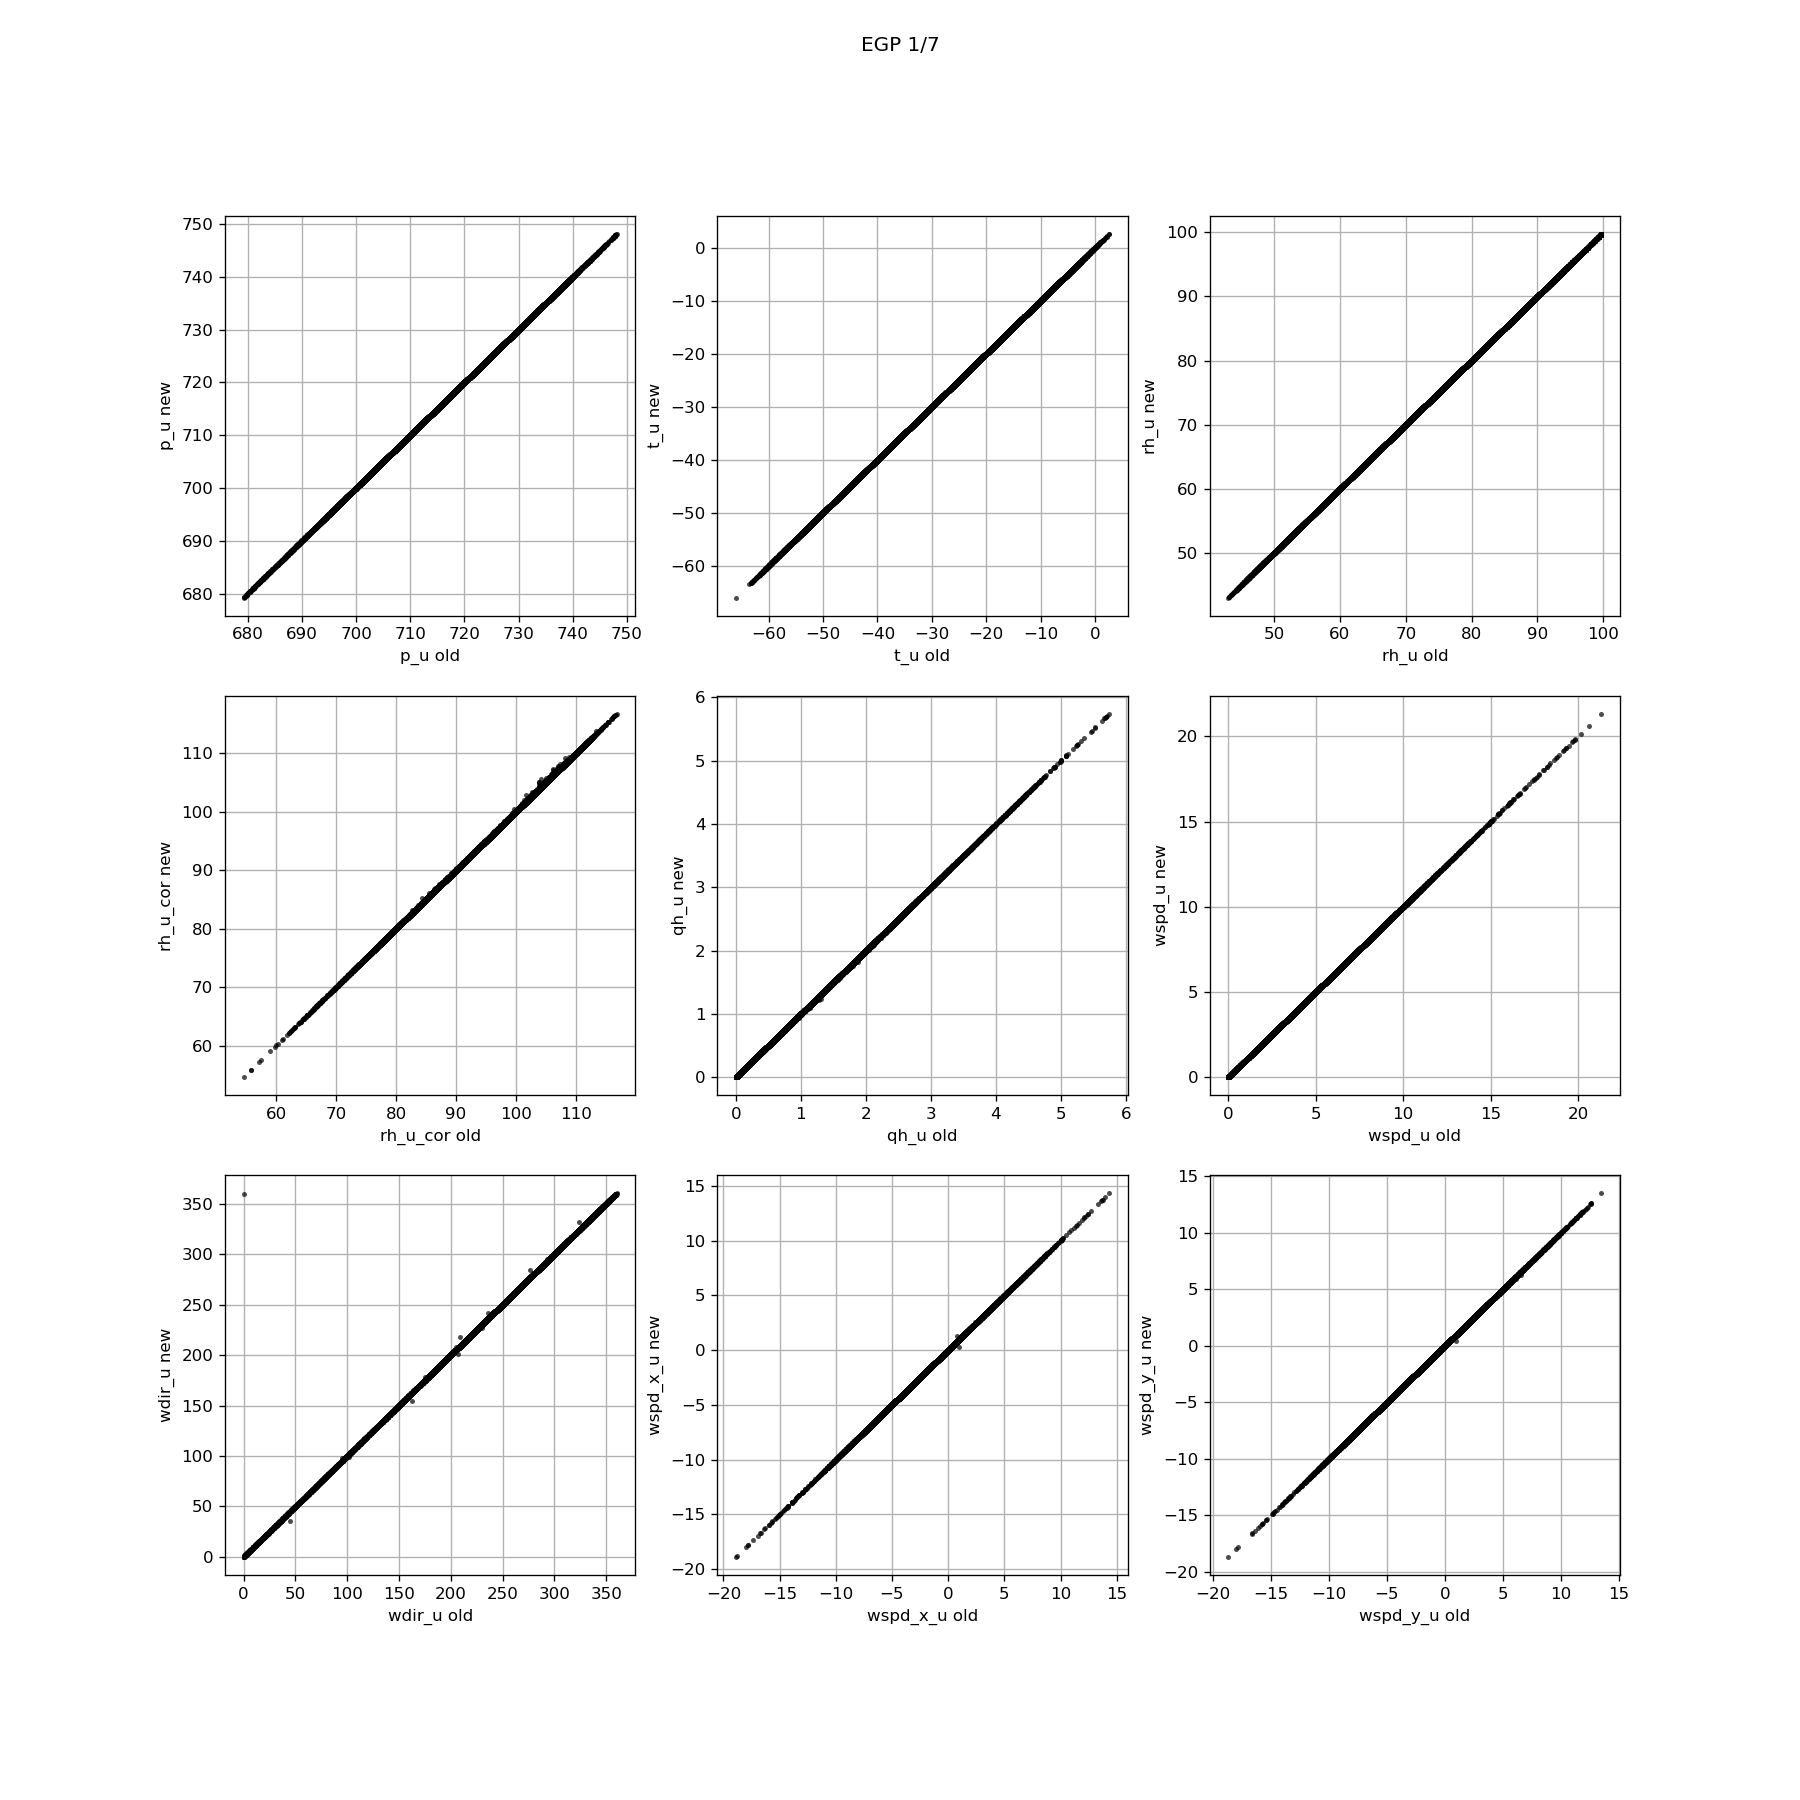 EGP 1/7
750
740
730
720
710
700
690
680
p_u new
680 690 700 710 720 730 740 750
p_u old
0
−10
−20
−30
−40
−50
−60
t_u new
−60 −50 −40 −30 −20 −10 0
t_u old
100
90
80
70
60
50
rh_u new
50 60 70 80 90 100
rh_u old
110
100
90
80
70
60
rh_u_cor new
60 70 80 90 100 110
rh_u_cor old
6
5
4
3
2
1
0
qh_u new
0 1 2 3 4 5 6
qh_u old
20
15
10
5
0
wspd_u new
0 5 10 15 20
wspd_u old
350
300
250
200
150
100
50
0
wdir_u new
0 50 100 150 200 250 300 350
wdir_u old
15
10
5
0
−5
−10
−15
−20
wspd_x_u new
−20 −15 −10 −5 0 5 10 15
wspd_x_u old
15
10
5
0
−5
−10
−15
−20
wspd_y_u new
−20 −15 −10 −5 0 5 10 15
wspd_y_u old